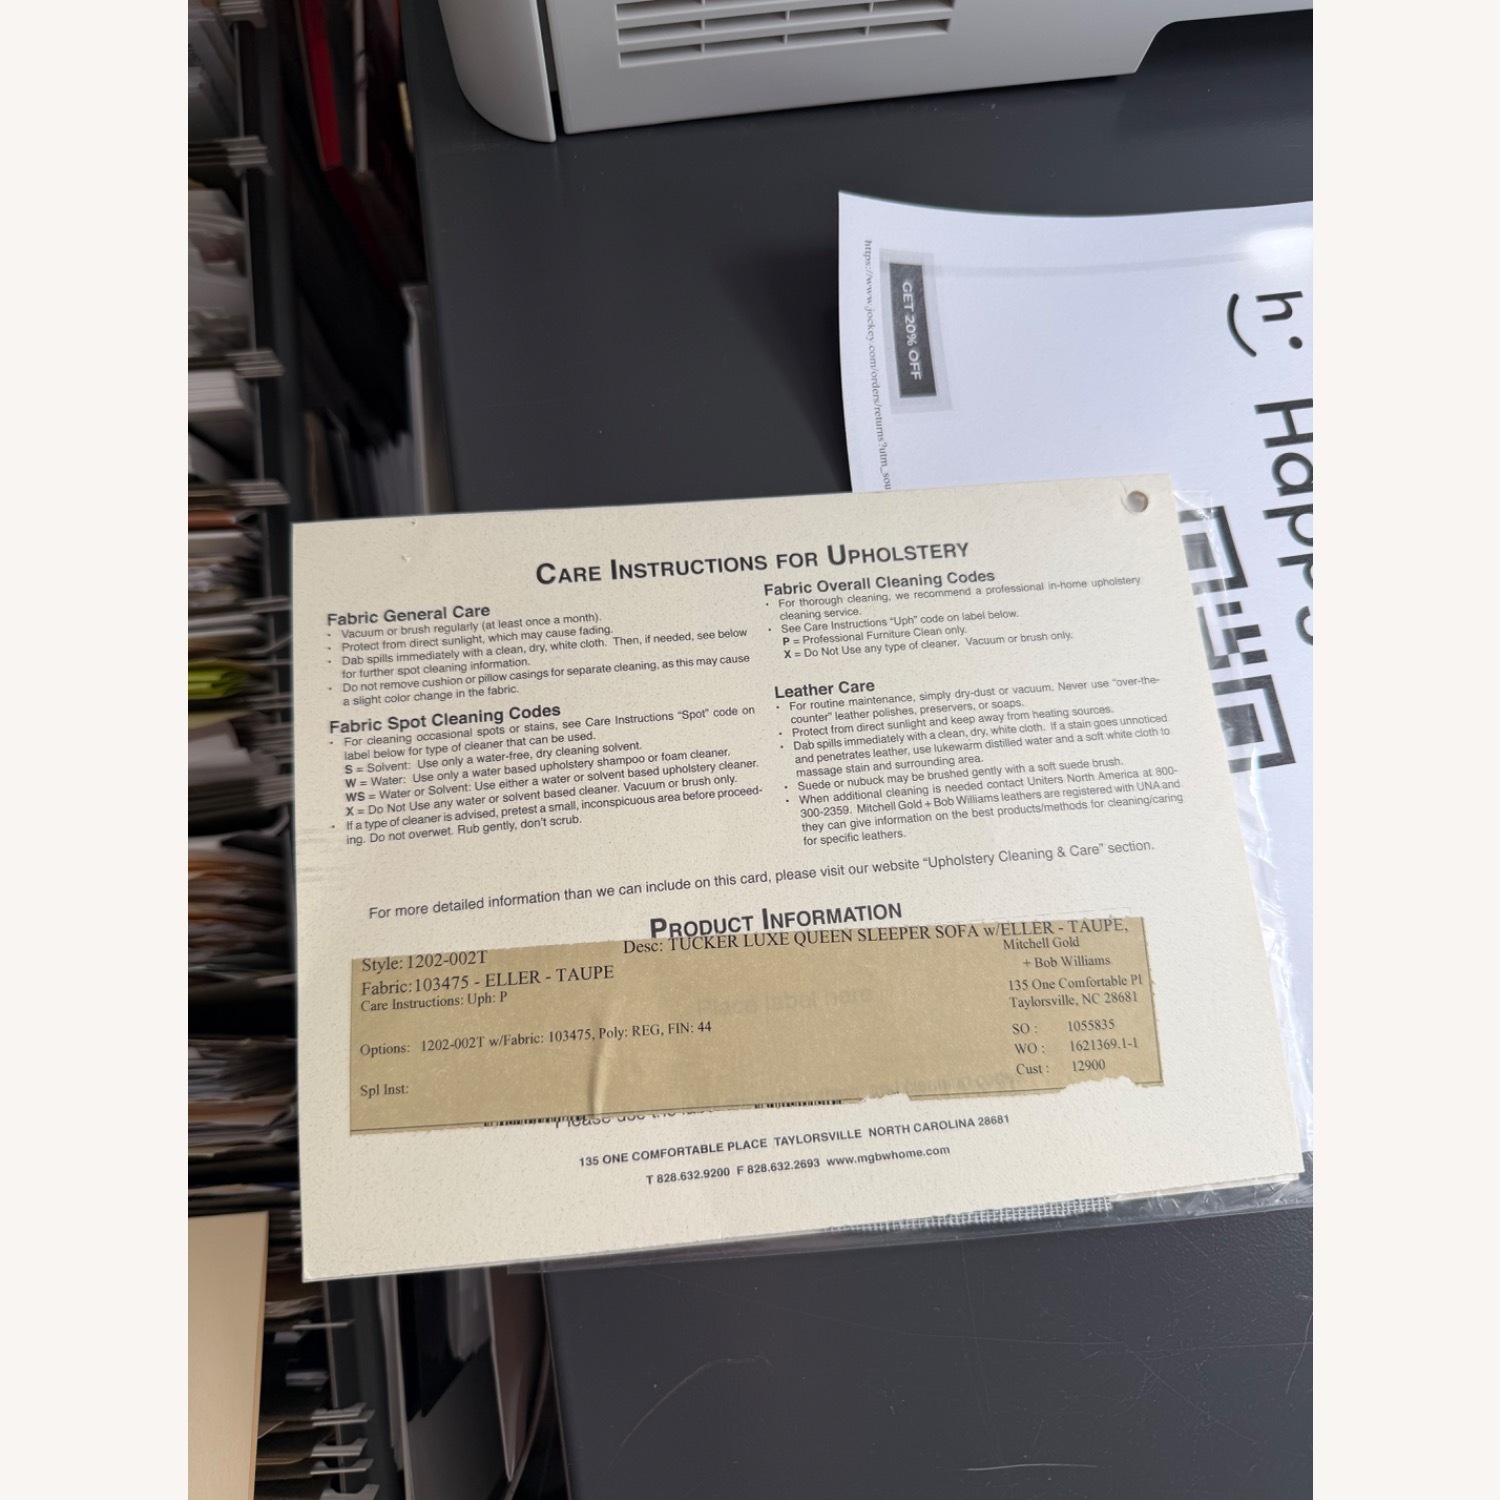 https://www.jockey.com/orders/returns?utm_sou
GET 20% OFF
h.
Happy
CARE INSTRUCTIONS FOR UPHOLSTERY
Fabric General Care
• Vacuum or brush regularly (at least once a month).
• Protect from direct sunlight, which may cause fading.
• Dab spills immediately with a clean, dry, white cloth. Then, if needed, see below
for further spot cleaning information.
• Do not remove cushion or pillow casings for separate cleaning, as this may cause
a slight color change in the fabric.
Fabric Spot Cleaning Codes
• For cleaning occasional spots or stains, see Care Instructions "Spot" code on
label below for type of cleaner that can be used.
S = Solvent: Use only a water-free, dry cleaning solvent.
W = Water: Use only a water based upholstery shampoo or foam cleaner.
WS = Water or Solvent: Use either a water or solvent based upholstery cleaner.
X = Do Not Use any water or solvent based cleaner. Vacuum or brush only.
• If a type of cleaner is advised, pretest a small, inconspicuous area before proceed-
ing. Do not overwet. Rub gently, don't scrub.
Fabric Overall Cleaning Codes
• For thorough cleaning, we recommend a professional in-home upholstery
cleaning service.
• See Care Instructions "Uph" code on label below.
P = Professional Furniture Clean only.
X = Do Not Use any type of cleaner. Vacuum or brush only.
Leather Care
• For routine maintenance, simply dry-dust or vacuum. Never use "over-the-
counter" leather polishes, preservers, or soaps.
• Protect from direct sunlight and keep away from heating sources.
• Dab spills immediately with a clean, dry, white cloth. If a stain goes unnoticed
and penetrates leather, use lukewarm distilled water and a soft white cloth to
massage stain and surrounding area.
• Suede or nubuck may be brushed gently with a soft suede brush.
• When additional cleaning is needed contact Uniters North America at 800-
300-2359. Mitchell Gold + Bob Williams leathers are registered with UNA and
they can give information on the best products/methods for cleaning/caring
for specific leathers.
For more detailed information than we can include on this card, please visit our website "Upholstery Cleaning & Care" section.
PRODUCT INFORMATION
Style: 1202-002T
Desc: TUCKER LUXE QUEEN SLEEPER SOFA w/ELLER - TAUPE,
Fabric: 103475 - ELLER - TAUPE
Care Instructions: Uph: P
Options: 1202-002T w/Fabric: 103475, Poly: REG, FIN: 44
Spl Inst:
Mitchell Gold
+ Bob Williams
135 One Comfortable Pl
Taylorsville, NC 28681
SO : 1055835
WO : 1621369.1-1
Cust : 12900
Place label here
Please use the
135 ONE COMFORTABLE PLACE TAYLORSVILLE NORTH CAROLINA 28681
T 828.632.9200 F 828.632.2693 www.mgbwhome.com